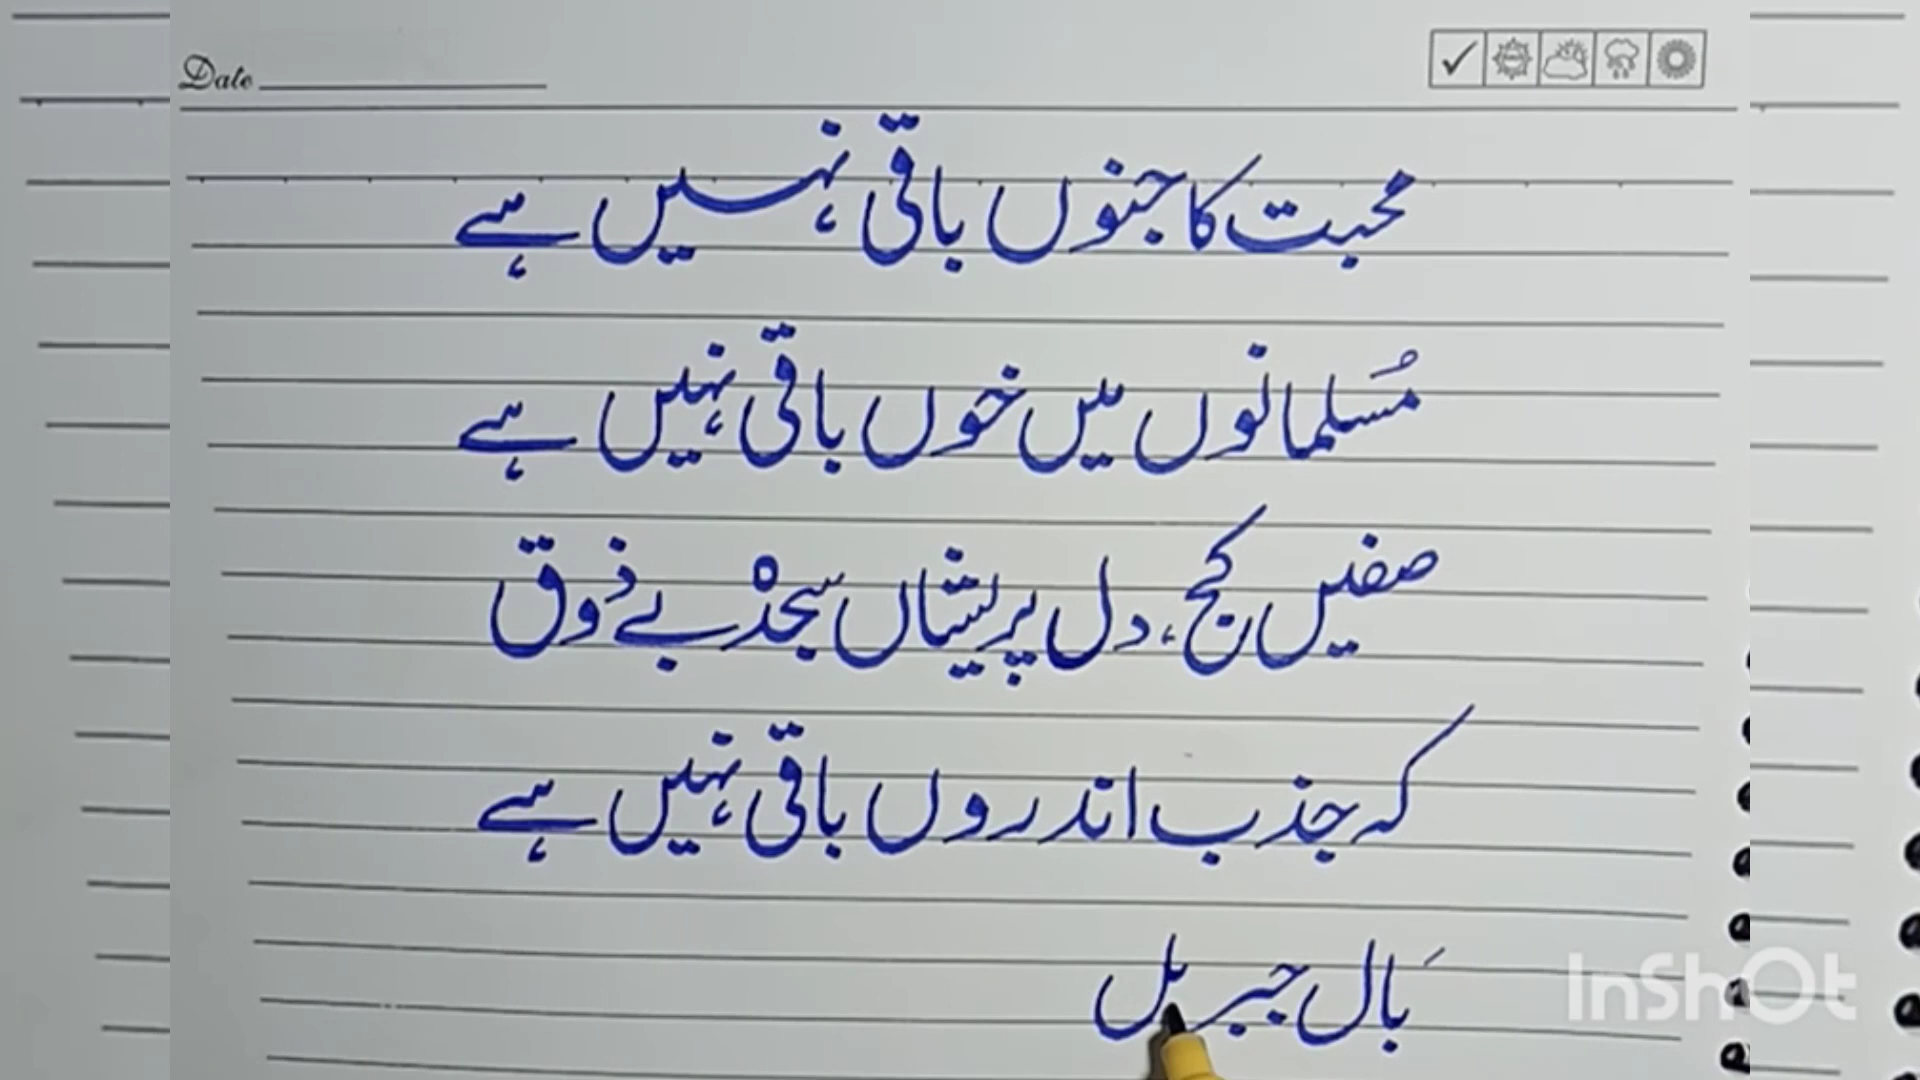 Date
محبت کا جنوں باقی نہیں ہے
مُسلمانوں میں خوں باقی نہیں ہے
صفیں کج، دل پریشاں سجدہ بے ذوق
کہ جذب اندروں باقی نہیں ہے
بَال جبریل
InShOt